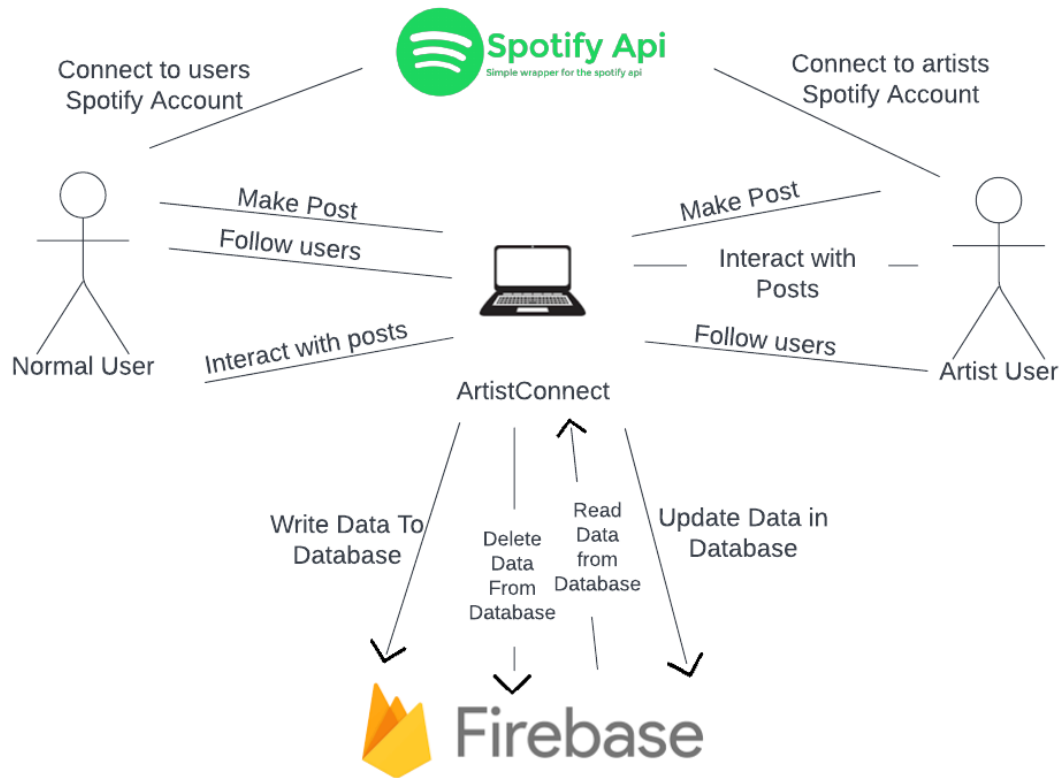 Spotify Api
Simple wrapper for the spotify api
Connect to users
Spotify Account
Connect to artists
Spotify Account
Make Post
Follow users
Interact with posts
Normal User
Make Post
Interact with
Posts
Follow users
Artist User
ArtistConnect
Write Data To
Database
Delete
Data
From
Database
Read
Data
from
Database
Update Data in
Database
Firebase